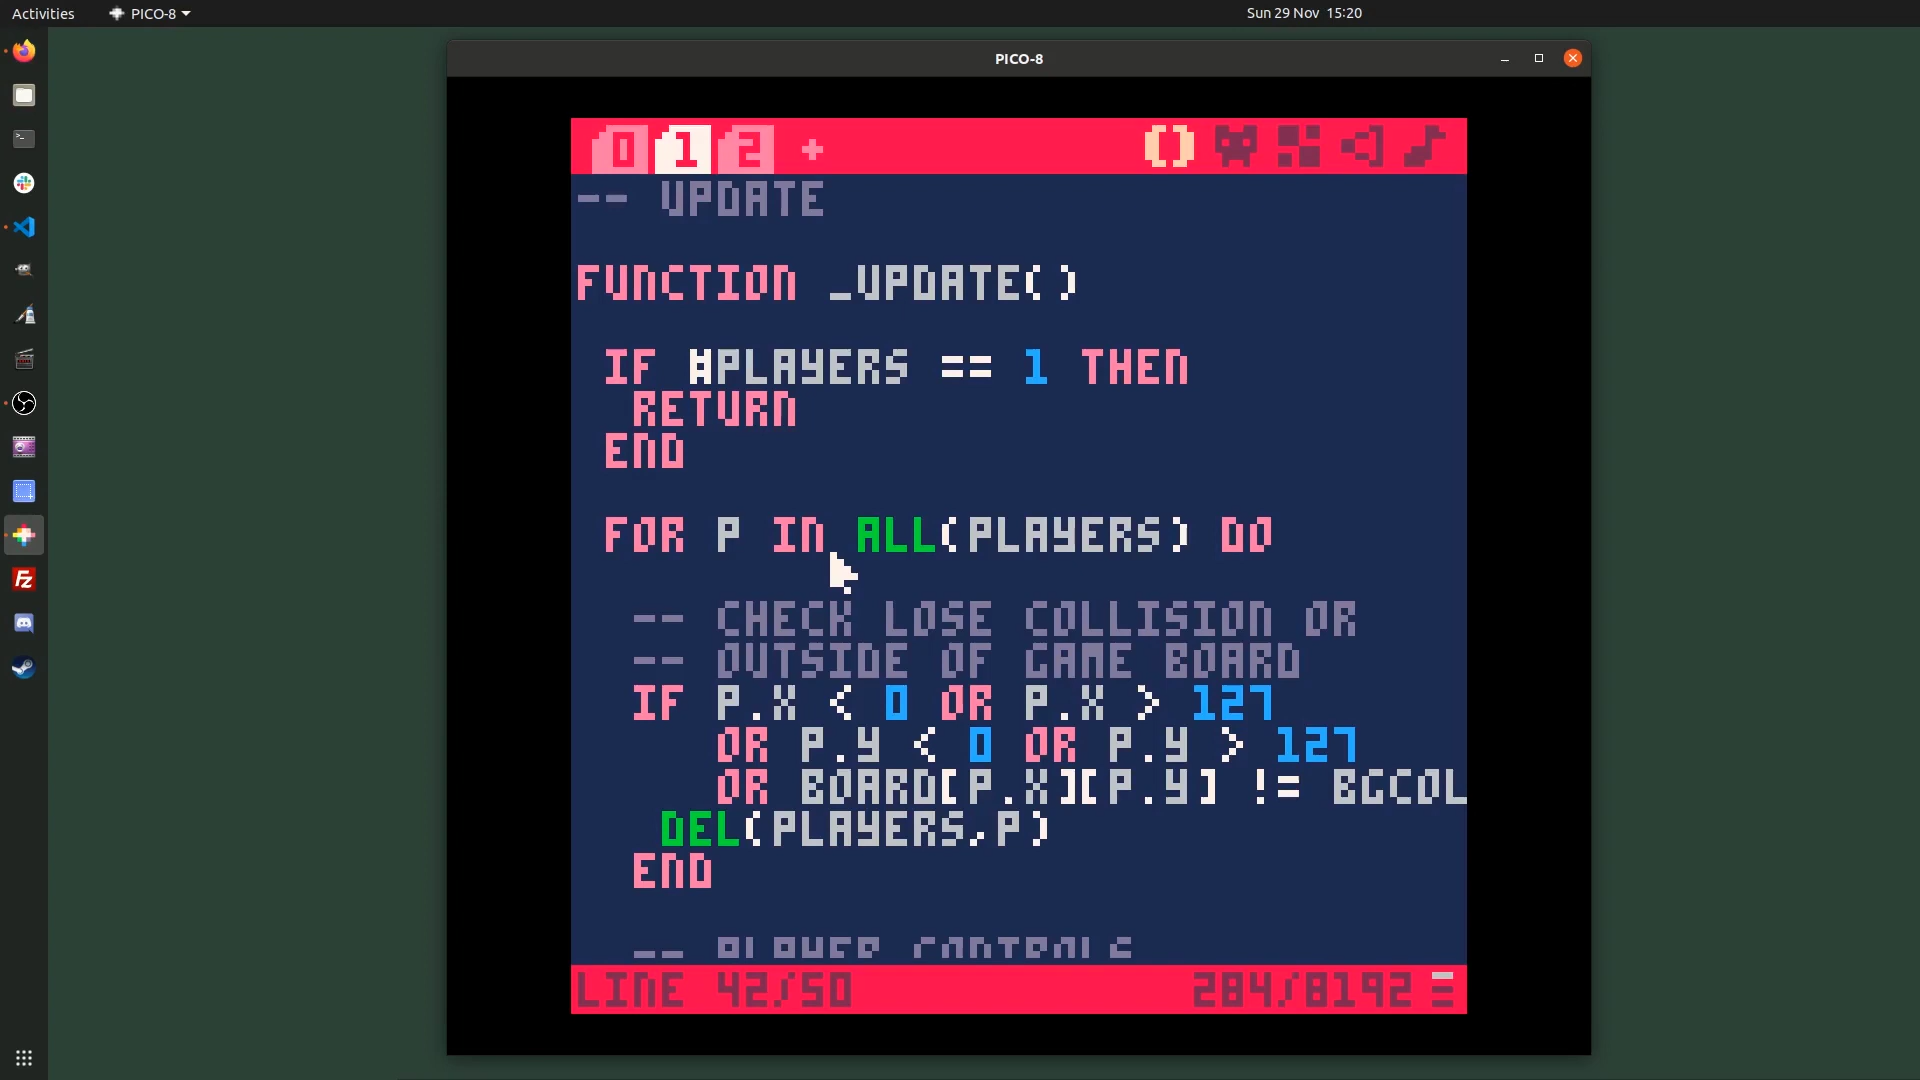 Activities PICO-8 Sun 29 Nov 15:20
PICO-8
0 1 2 +
-- UPDATE
FUNCTION _UPDATE()
IF #PLAYERS == 1 THEN
RETURN
END
FOR P IN ALL(PLAYERS) DO
-- CHECK LOSE COLLISION OR
-- OUTSIDE OF GAME BOARD
IF P.X < 0 OR P.X > 127
OR P.Y < 0 OR P.Y > 127
OR BOARD[P.X][P.Y] != BGCOL
DEL(PLAYERS,P)
END
-- PLAYER CONTROLS
LINE 42/50 284/8192